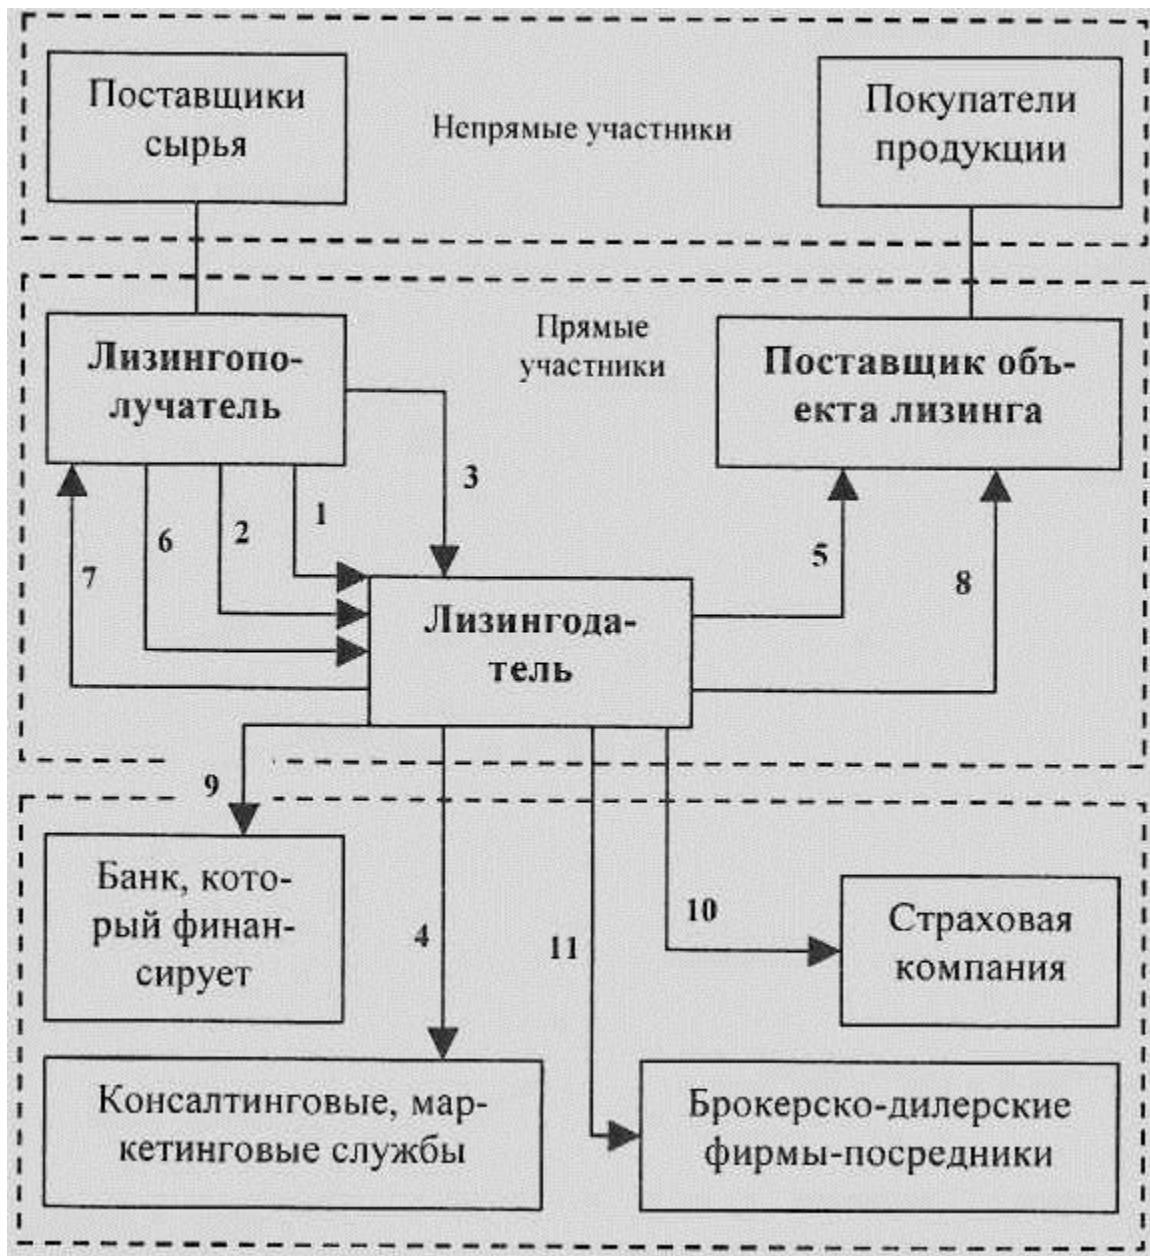 Поставщики
сырья
Непрямые участники
Покупатели
продукции
Лизингопо-
лучатель
Прямые
участники
Поставщик объ-
екта лизинга
3
1
2
6
7
5
8
Лизингода-
тель
9
4
11
10
Банк, кото-
рый финан-
сирует
Страховая
компания
Консалтинговые, мар-
кетинговые службы
Брокерско-дилерские
фирмы-посредники